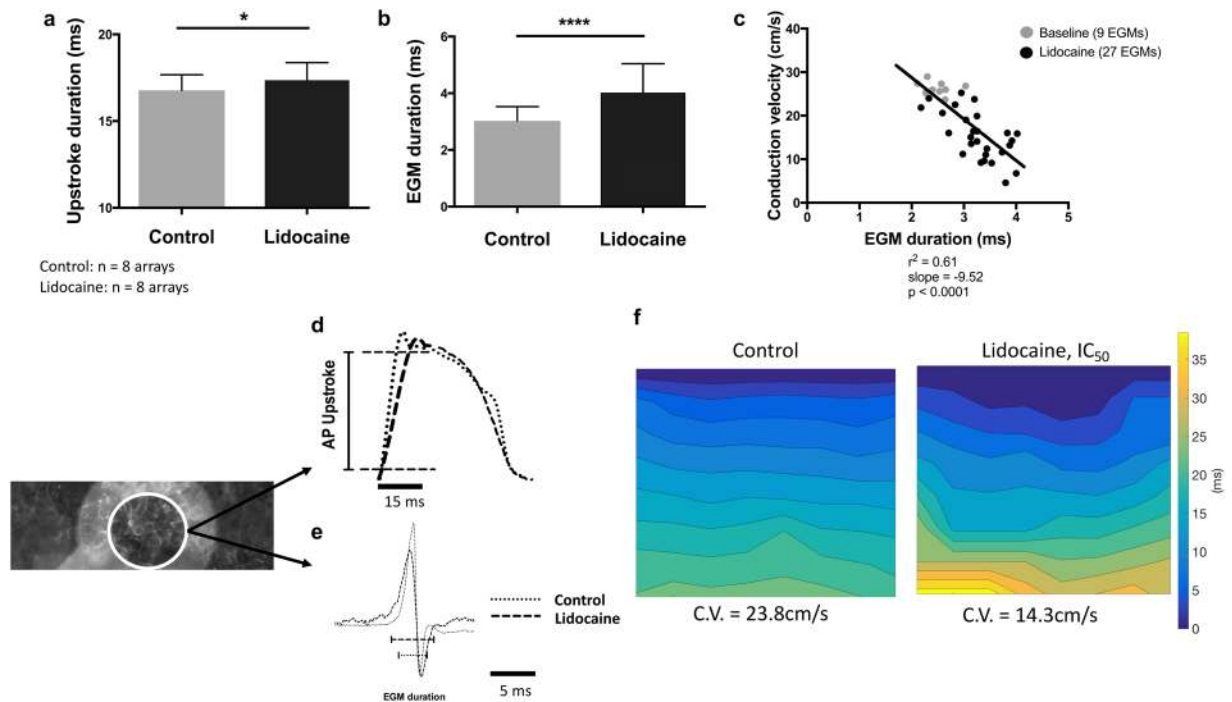 a
*
Upstroke duration (ms)
20
15
10
Control
Lidocaine
Control: n = 8 arrays
Lidocaine: n = 8 arrays
b
****
EGM duration (ms)
6
4
2
0
Control
Lidocaine
c
Baseline (9 EGMs)
Lidocaine (27 EGMs)
Conduction velocity (cm/s)
40
30
20
10
0
0 1 2 3 4 5
EGM duration (ms)
r² = 0.61
slope = -9.52
p < 0.0001
d
AP Upstroke
15 ms
e
Control
Lidocaine
EGM duration
5 ms
f
Control
Lidocaine, IC₅₀
C.V. = 23.8cm/s
C.V. = 14.3cm/s
35
30
25
20
15
10
5
0
(ms)